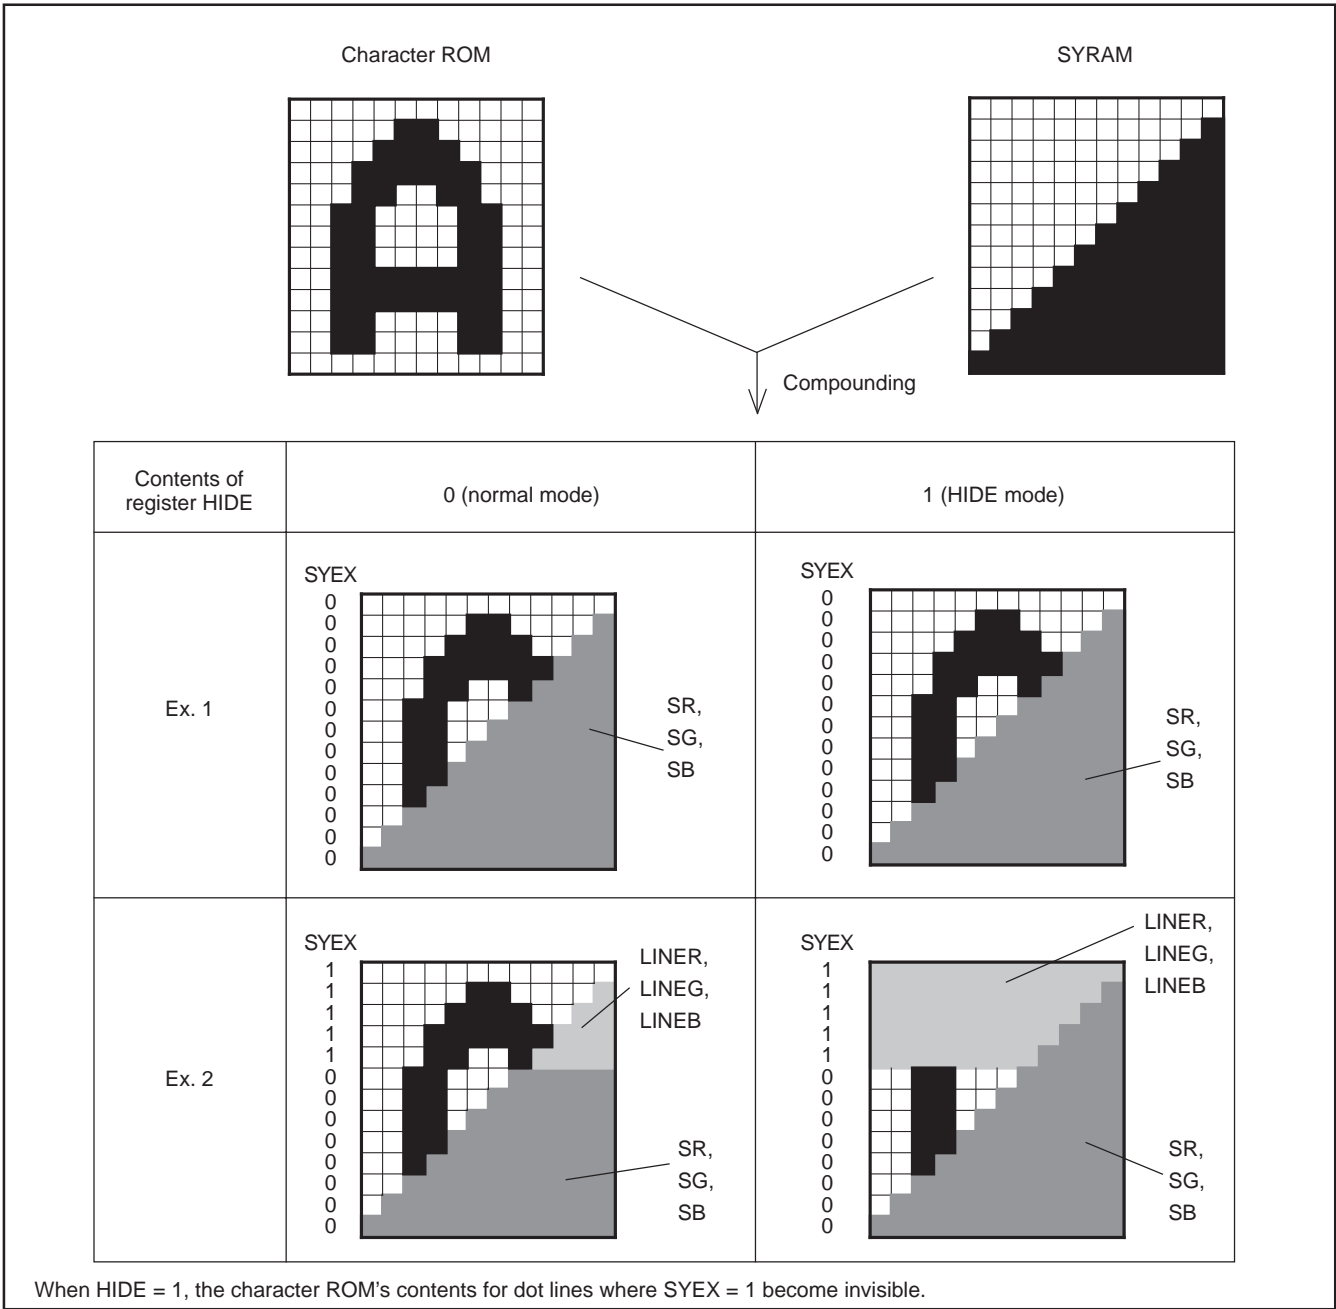 Character ROM
SYRAM
Compounding
Contents of
register HIDE
0 (normal mode)
1 (HIDE mode)
Ex. 1
SYEX
0
0
0
0
0
0
0
0
0
0
0
0
0
SR,
SG,
SB
SYEX
0
0
0
0
0
0
0
0
0
0
0
0
0
SR,
SG,
SB
Ex. 2
SYEX
1
1
1
1
1
0
0
0
0
0
0
0
0
LINER,
LINEG,
LINEB
SR,
SG,
SB
SYEX
1
1
1
1
1
0
0
0
0
0
0
0
0
LINER,
LINEG,
LINEB
SR,
SG,
SB
When HIDE = 1, the character ROM's contents for dot lines where SYEX = 1 become invisible.